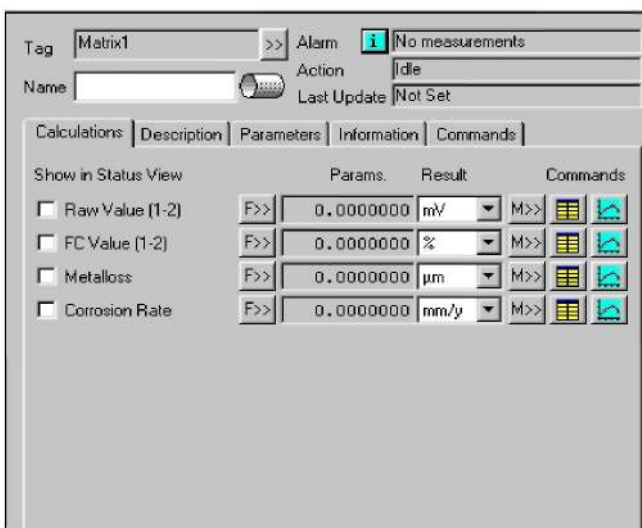 Tag Matrix1 >> Alarm i No measurements
Action Idle
Name Last Update Not Set
Calculations Description Parameters Information Commands
Show in Status View Params. Result Commands
Raw Value (1-2) F>> 0.0000000 mV M>>
FC Value (1-2) F>> 0.0000000 % M>>
Metalloss F>> 0.0000000 µm M>>
Corrosion Rate F>> 0.0000000 mm/y M>>